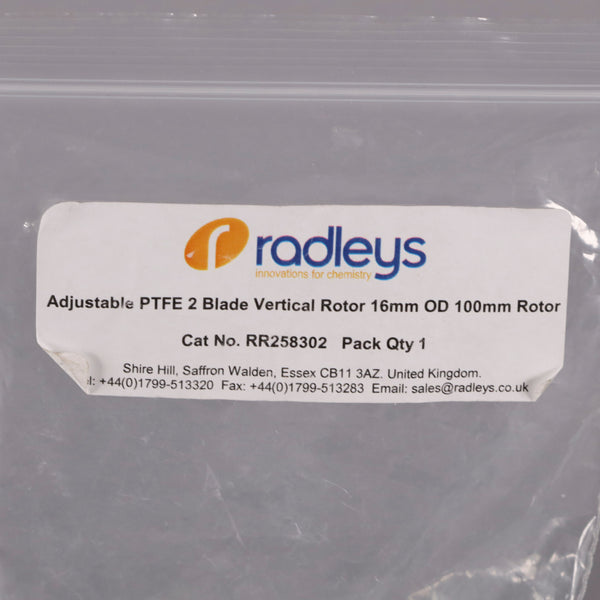 radleys
innovations for chemistry
Adjustable PTFE 2 Blade Vertical Rotor 16mm OD 100mm Rotor
Cat No. RR258302 Pack Qty 1
Shire Hill, Saffron Walden, Essex CB11 3AZ. United Kingdom.
el: +44(0)1799-513320 Fax: +44(0)1799-513283 Email: sales@radleys.co.uk